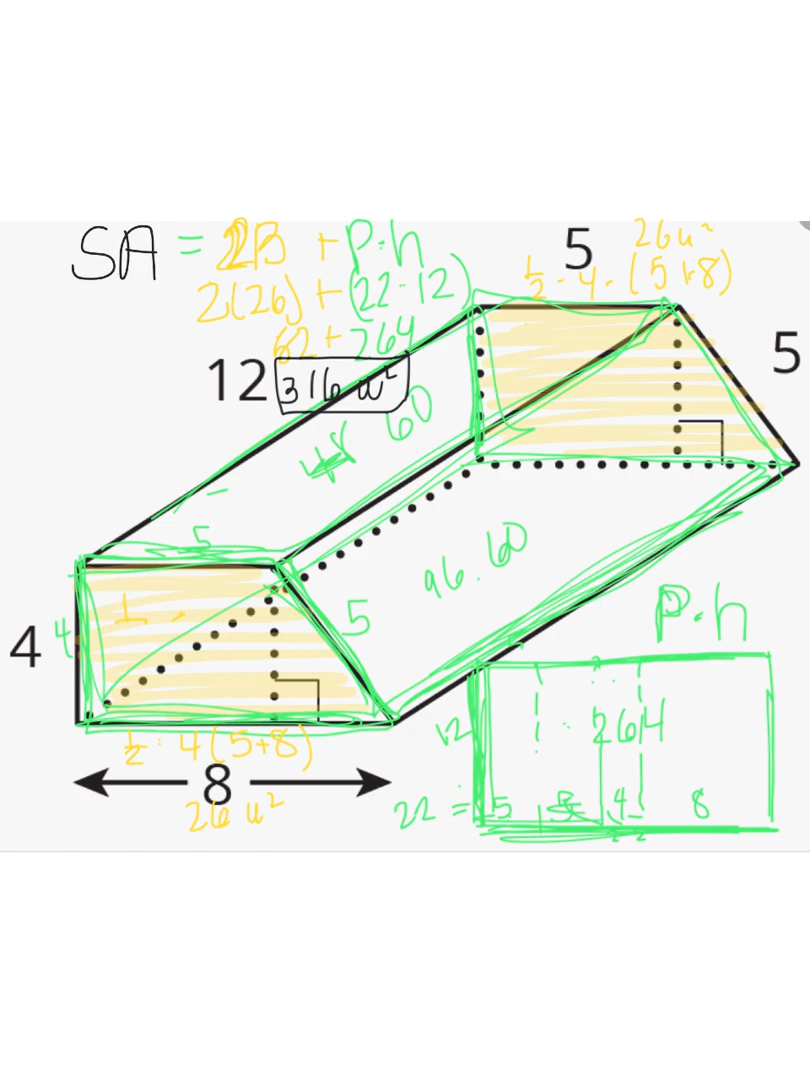 SA = 2B + P·h
5
26 u²
½ · 4 · (5+8)
2(26) + (22·12)
52 + 264
12
316 u²
5
60
48
5
96.60
4
4
½ ·
5
P·h
½ · 4(5+8)
12
264
8
26 u²
22 = 5 5 4 8